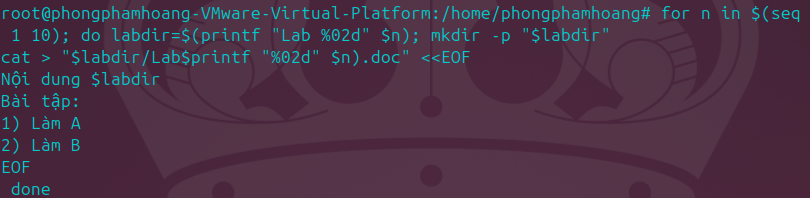 root@phongphamhoang-VMware-Virtual-Platform:/home/phongphamhoang# for n in $(seq
 1 10); do labdir=$(printf "Lab %02d" $n); mkdir -p "$labdir"
cat > "$labdir/Lab$printf "%02d" $n).doc" <<EOF
Nội dung $labdir
Bài tập:
1) Làm A
2) Làm B
EOF
 done